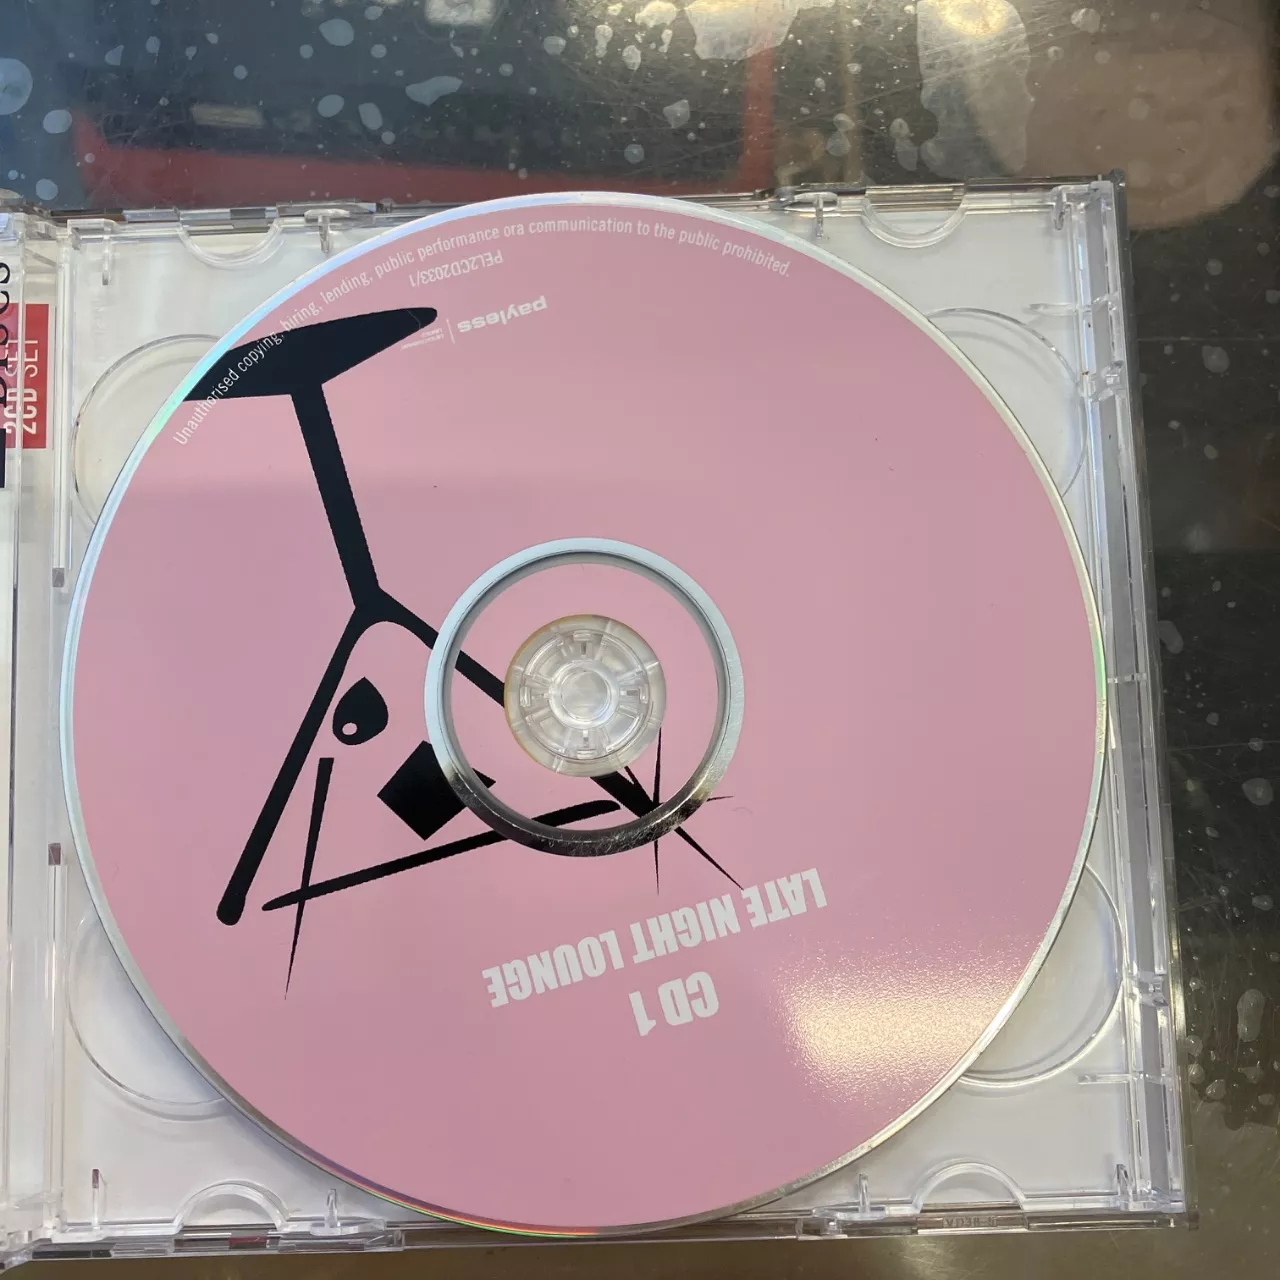 CD 1
LATE NIGHT LOUNGE
payless
PEL2CD2033/1
Unauthorised copying, hiring, lending, public performance ora communication to the public prohibited.
2CD SET